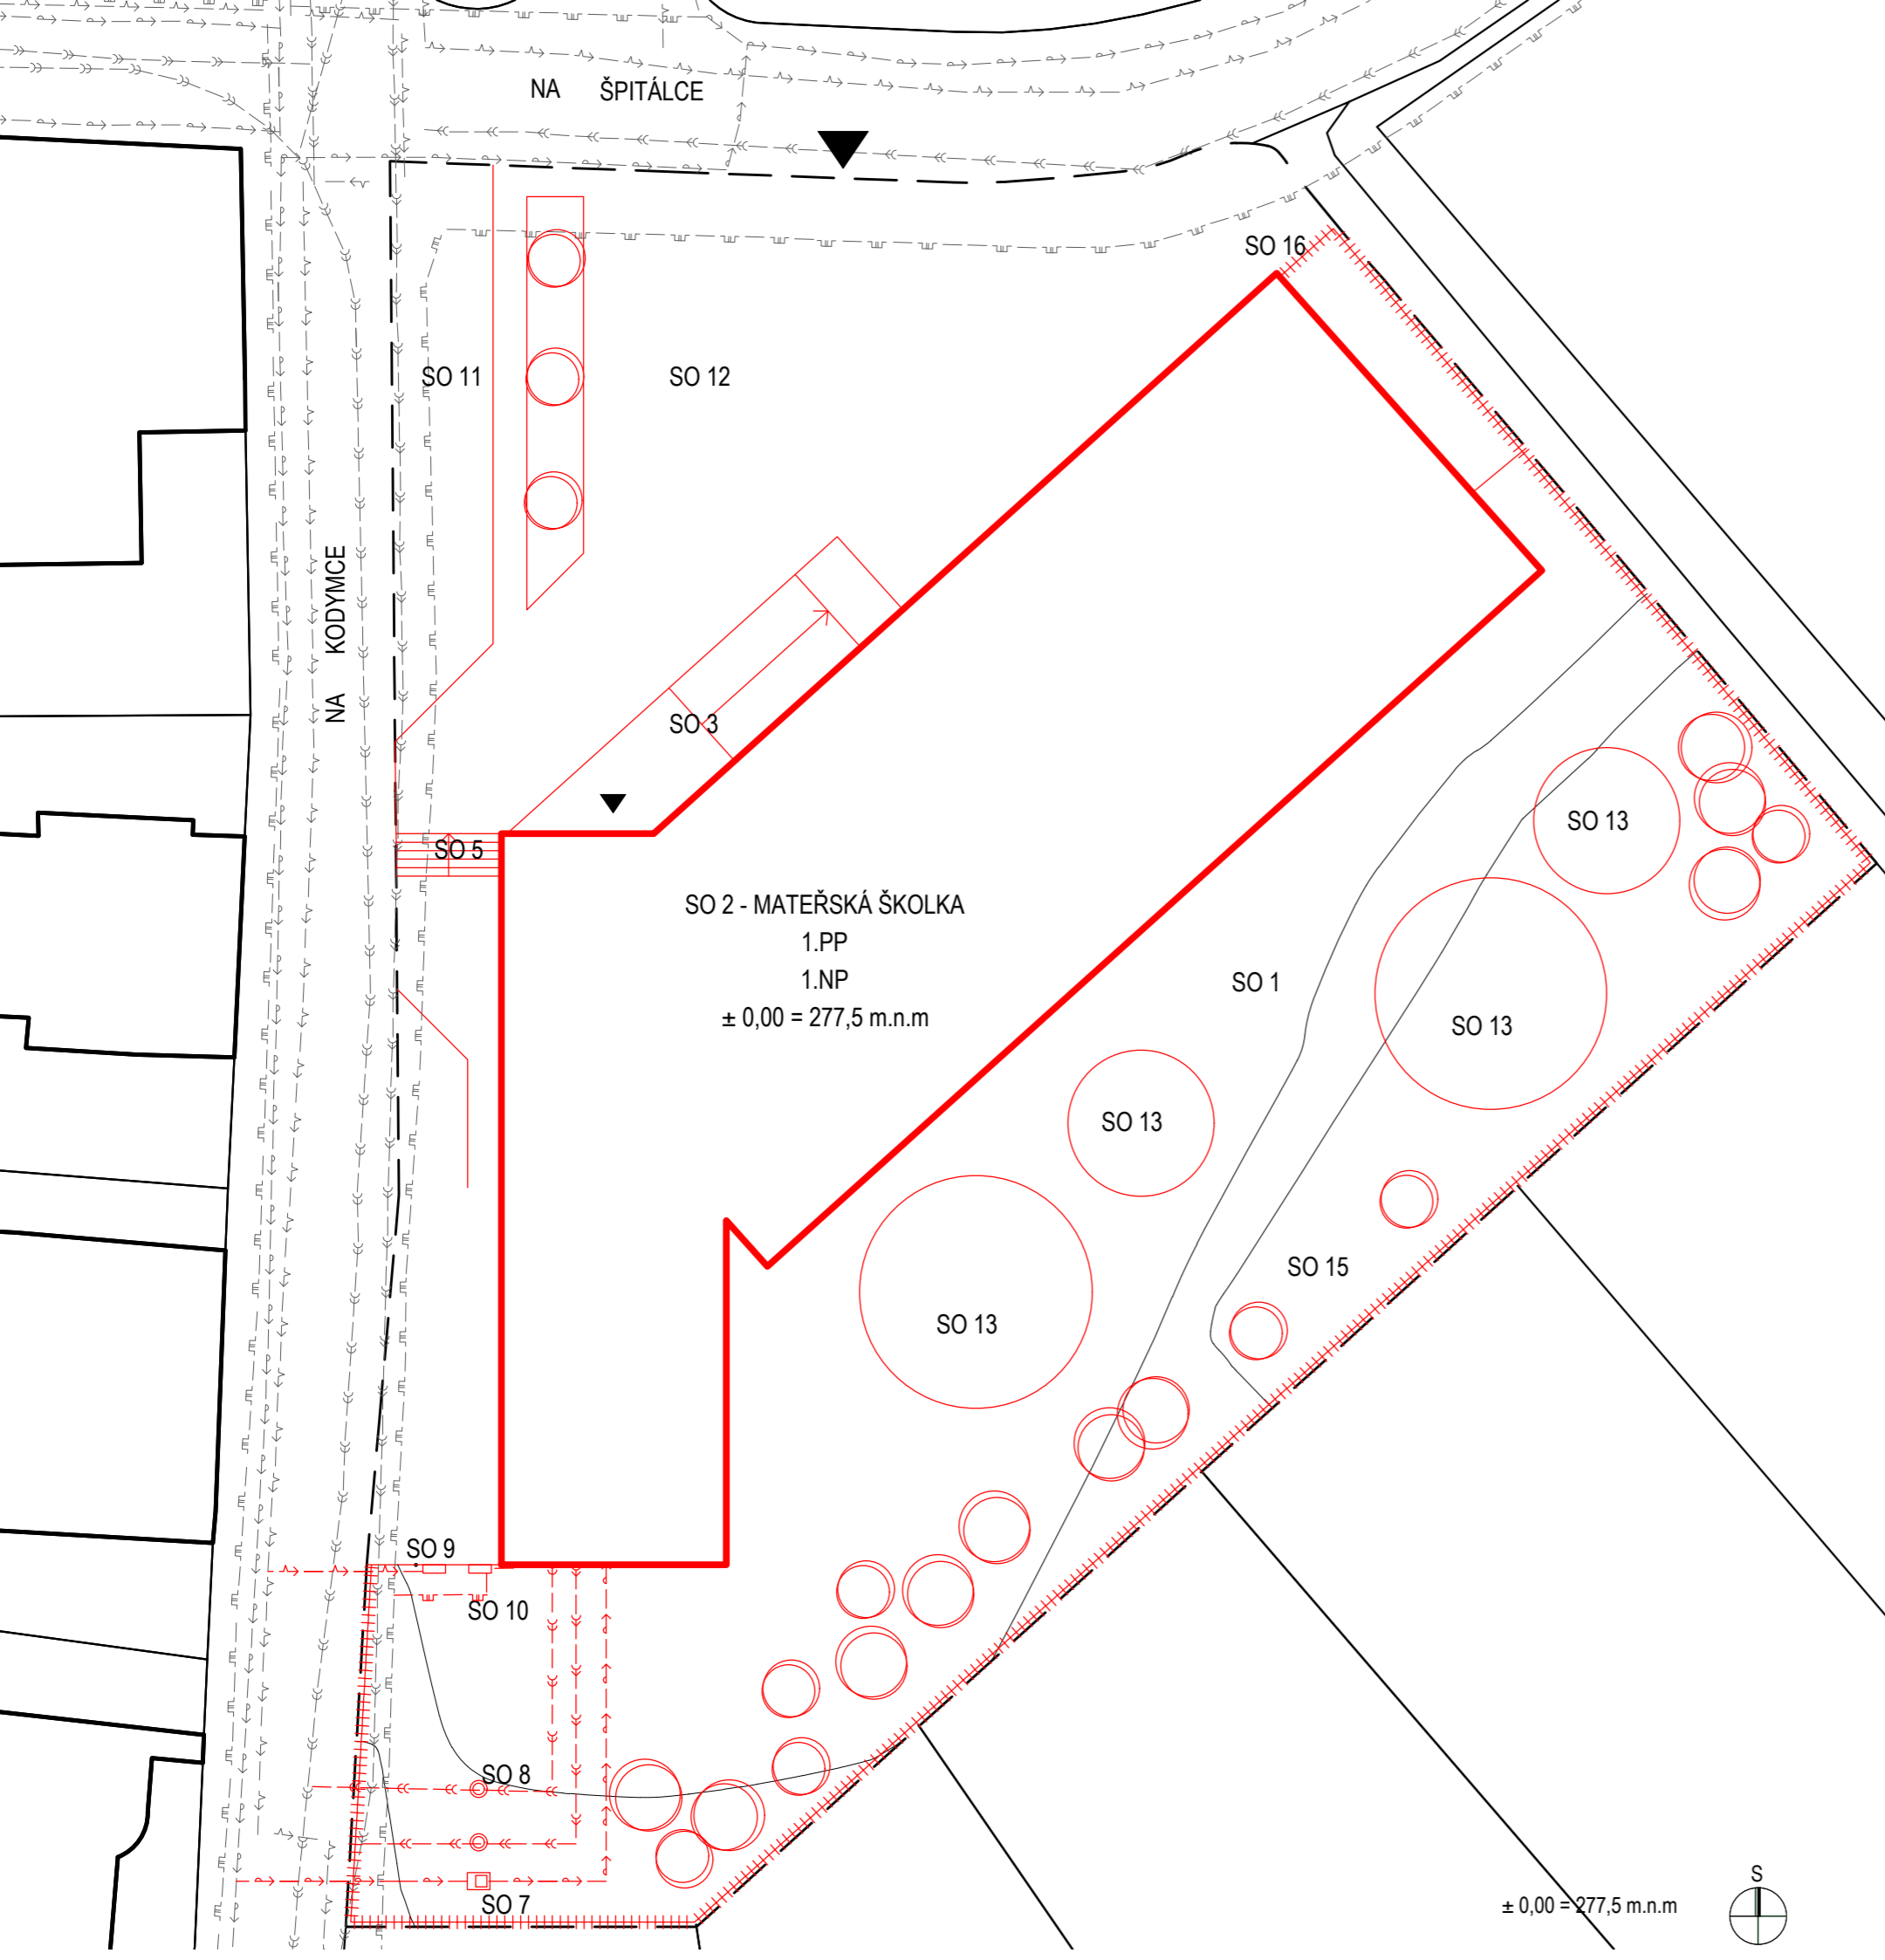 NA ŠPITÁLCE
SO 16
SO 11
SO 12
NA KODYMCE
SO 3
SO 5
SO 13
SO 2 - MATEŘSKÁ ŠKOLKA
1.PP
1.NP
± 0,00 = 277,5 m.n.m
SO 1
SO 13
SO 13
SO 15
SO 13
SO 9
SO 10
SO 8
SO 7
± 0,00 = 277,5 m.n.m
S